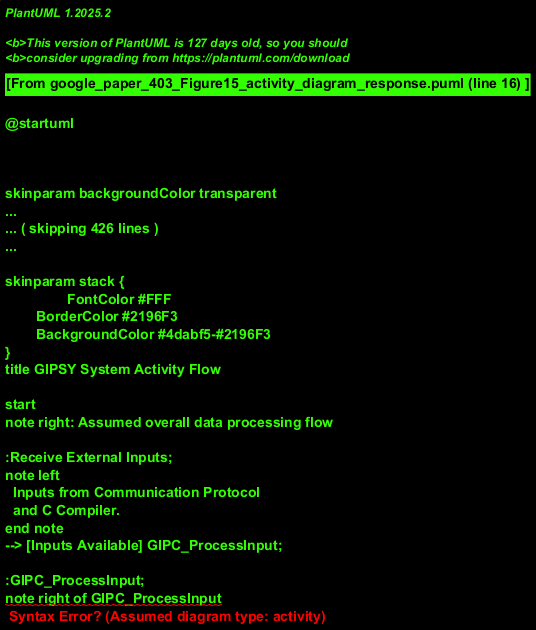 PlantUML 1.2025.2
<b>This version of PlantUML is 127 days old, so you should
<b>consider upgrading from https://plantuml.com/download
[From google_paper_403_Figure15_activity_diagram_response.puml (line 16) ]
@startuml
skinparam backgroundColor transparent
...
... ( skipping 426 lines )
...
skinparam stack {
FontColor #FFF
BorderColor #2196F3
BackgroundColor #4dabf5-#2196F3
}
title GIPSY System Activity Flow
start
note right: Assumed overall data processing flow
:Receive External Inputs;
note left
Inputs from Communication Protocol
and C Compiler.
end note
--> [Inputs Available] GIPC_ProcessInput;
:GIPC_ProcessInput;
note right of GIPC_ProcessInput
Syntax Error? (Assumed diagram type: activity)